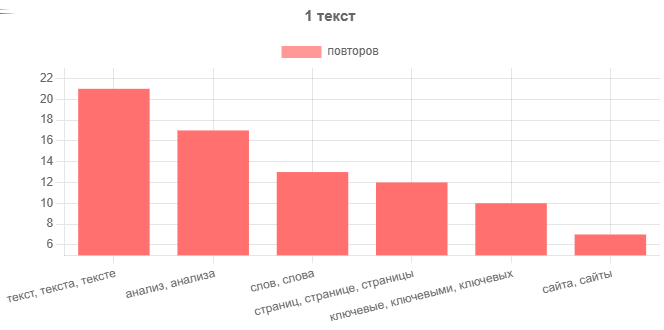 1 текст
повторов
22
20
18
16
14
12
10
8
6
текст, текста, тексте
анализ, анализа
слов, слова
страниц, странице, страницы
ключевые, ключевыми, ключевых
сайта, сайты